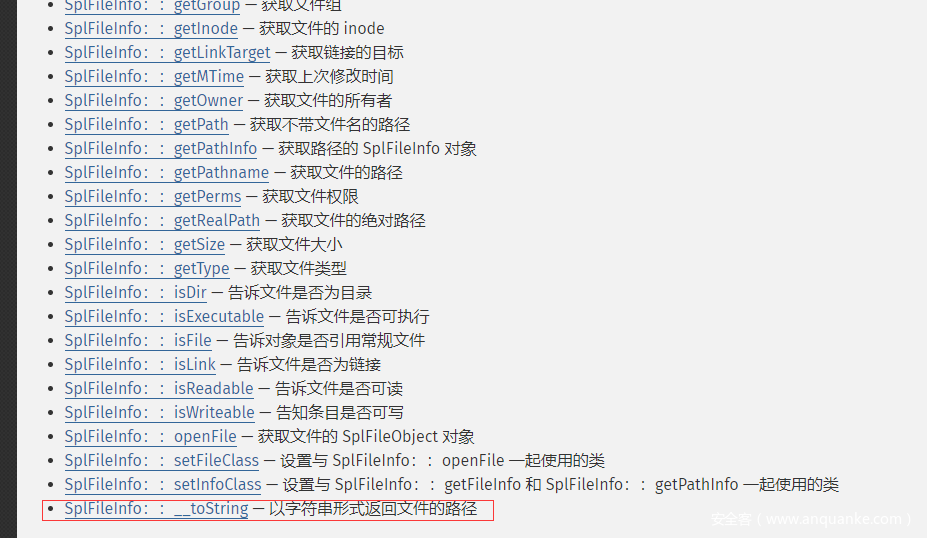 SplFileInfo：：getGroup — 获取文件组
SplFileInfo：：getInode — 获取文件的 inode
SplFileInfo：：getLinkTarget — 获取链接的目标
SplFileInfo：：getMTime — 获取上次修改时间
SplFileInfo：：getOwner — 获取文件的所有者
SplFileInfo：：getPath — 获取不带文件名的路径
SplFileInfo：：getPathInfo — 获取路径的 SplFileInfo 对象
SplFileInfo：：getPathname — 获取文件的路径
SplFileInfo：：getPerms — 获取文件权限
SplFileInfo：：getRealPath — 获取文件的绝对路径
SplFileInfo：：getSize — 获取文件大小
SplFileInfo：：getType — 获取文件类型
SplFileInfo：：isDir — 告诉文件是否为目录
SplFileInfo：：isExecutable — 告诉文件是否可执行
SplFileInfo：：isFile — 告诉对象是否引用常规文件
SplFileInfo：：isLink — 告诉文件是否为链接
SplFileInfo：：isReadable — 告诉文件是否可读
SplFileInfo：：isWriteable — 告知条目是否可写
SplFileInfo：：openFile — 获取文件的 SplFileObject 对象
SplFileInfo：：setFileClass — 设置与 SplFileInfo：：openFile 一起使用的类
SplFileInfo：：setInfoClass — 设置与 SplFileInfo：：getFileInfo 和 SplFileInfo：：getPathInfo 一起使用的类
SplFileInfo：：__toString — 以字符串形式返回文件的路径
安全客（www.anquanke.com）